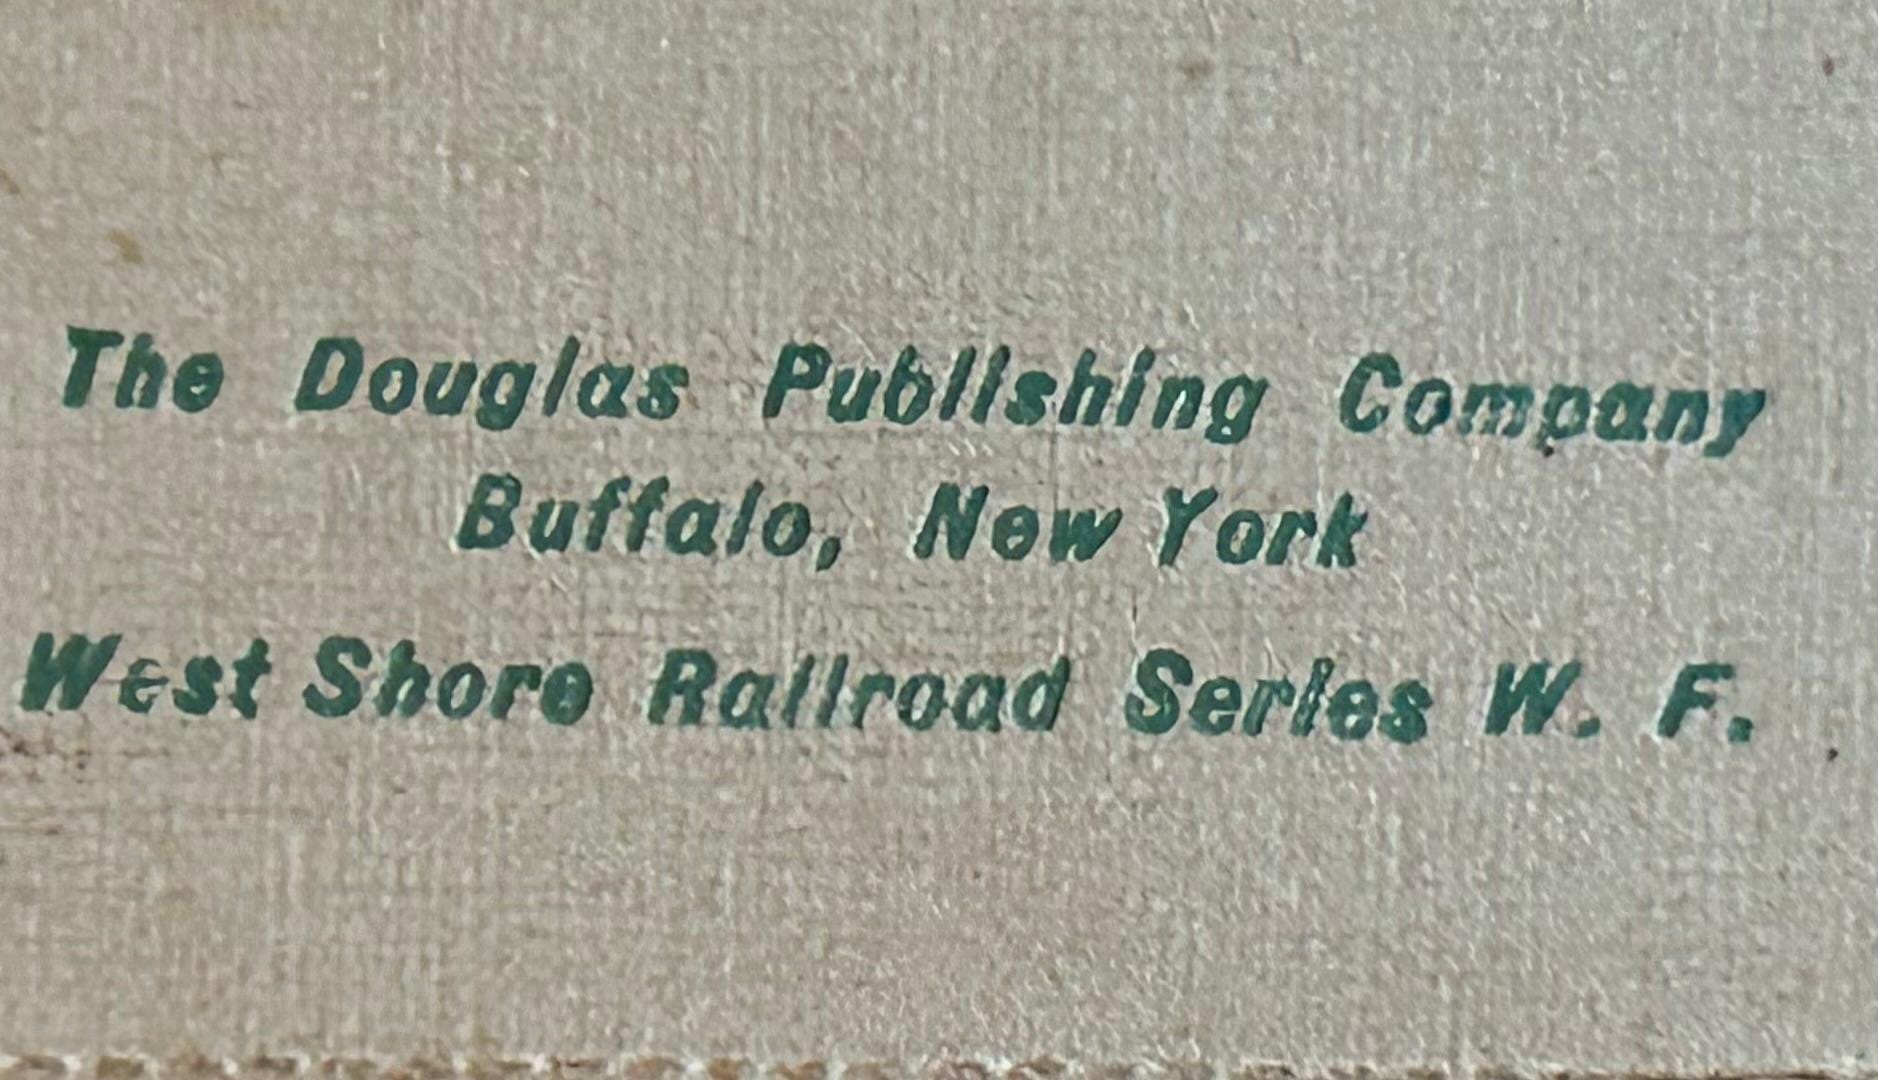 The Douglas Publishing Company
Buffalo, New York
West Shore Railroad Series W. F.